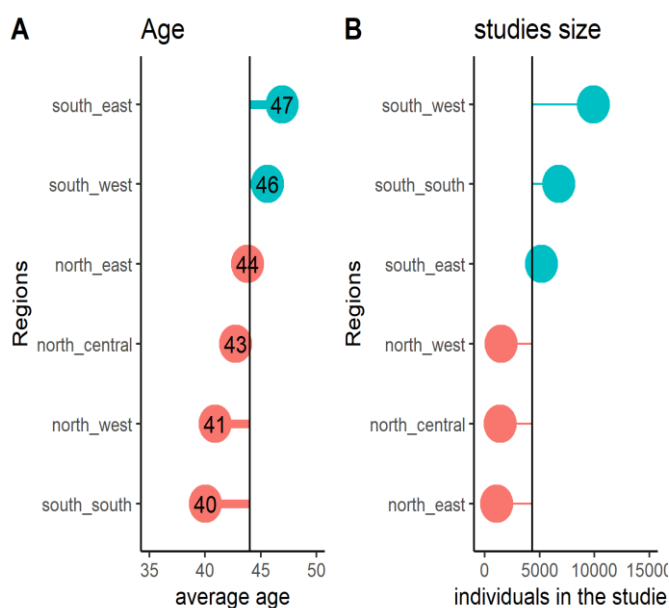 A
Age
Regions
south_east
south_west
north_east
north_central
north_west
south_south
47
46
44
43
41
40
35
40
45
50
average age
B
studies size
Regions
south_west
south_south
south_east
north_west
north_central
north_east
0
5000
10000
15000
individuals in the studie